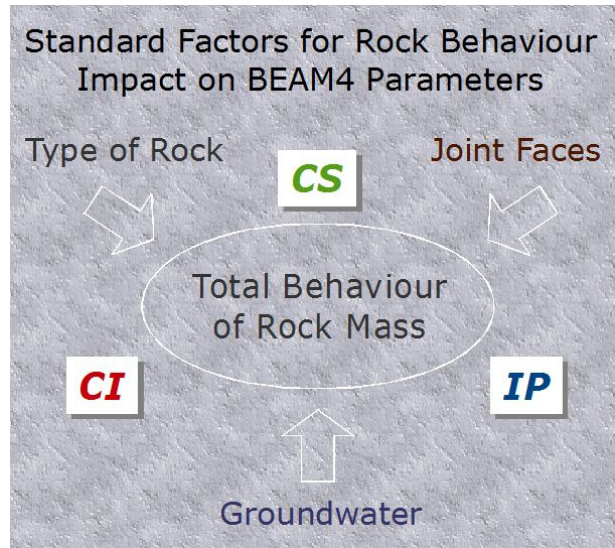 Standard Factors for Rock Behaviour
Impact on BEAM4 Parameters
Type of Rock
Joint Faces
CS
Total Behaviour
of Rock Mass
CI
IP
Groundwater